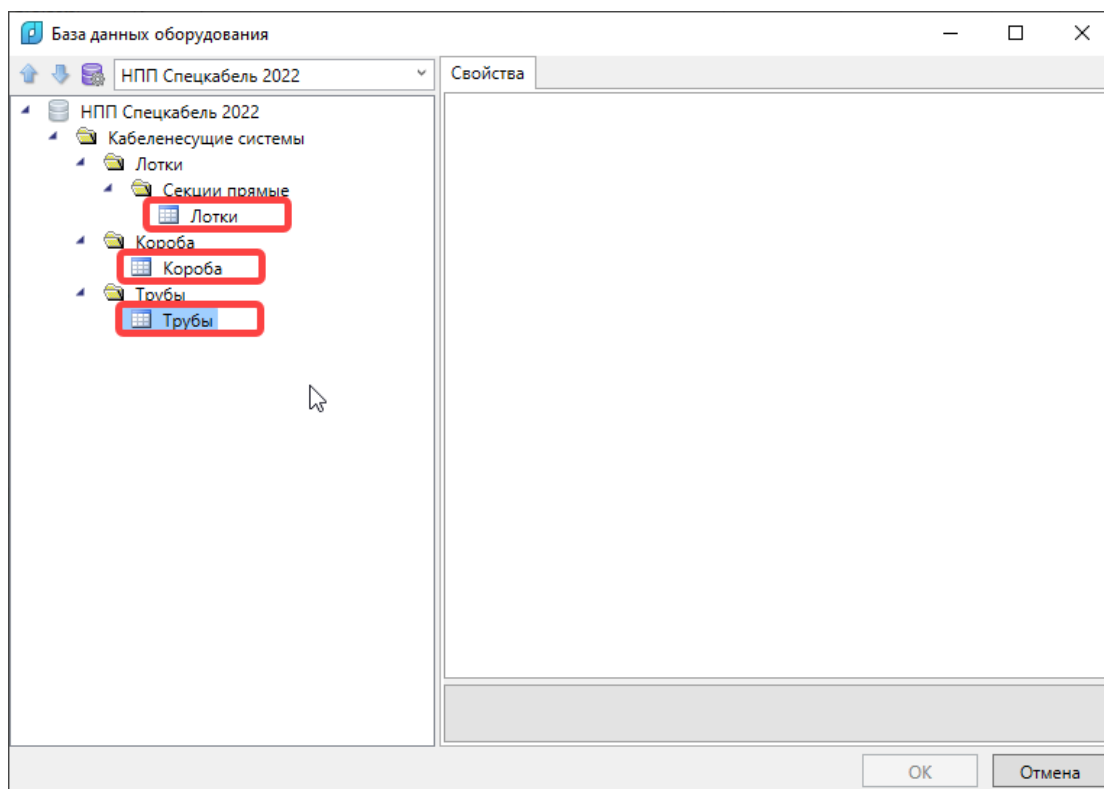 База данных оборудования
НПП Спецкабель 2022
Свойства
НПП Спецкабель 2022
Кабеленесущие системы
Лотки
Секции прямые
Лотки
Короба
Короба
Трубы
Трубы
ОК
Отмена